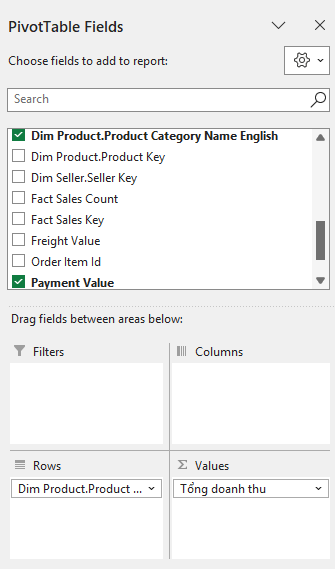 PivotTable Fields
Choose fields to add to report:
Search
Dim Product.Product Category Name English
Dim Product.Product Key
Dim Seller.Seller Key
Fact Sales Count
Fact Sales Key
Freight Value
Order Item Id
Payment Value
Drag fields between areas below:
Filters
Columns
Rows
Σ Values
Dim Product.Product ...
Tổng doanh thu